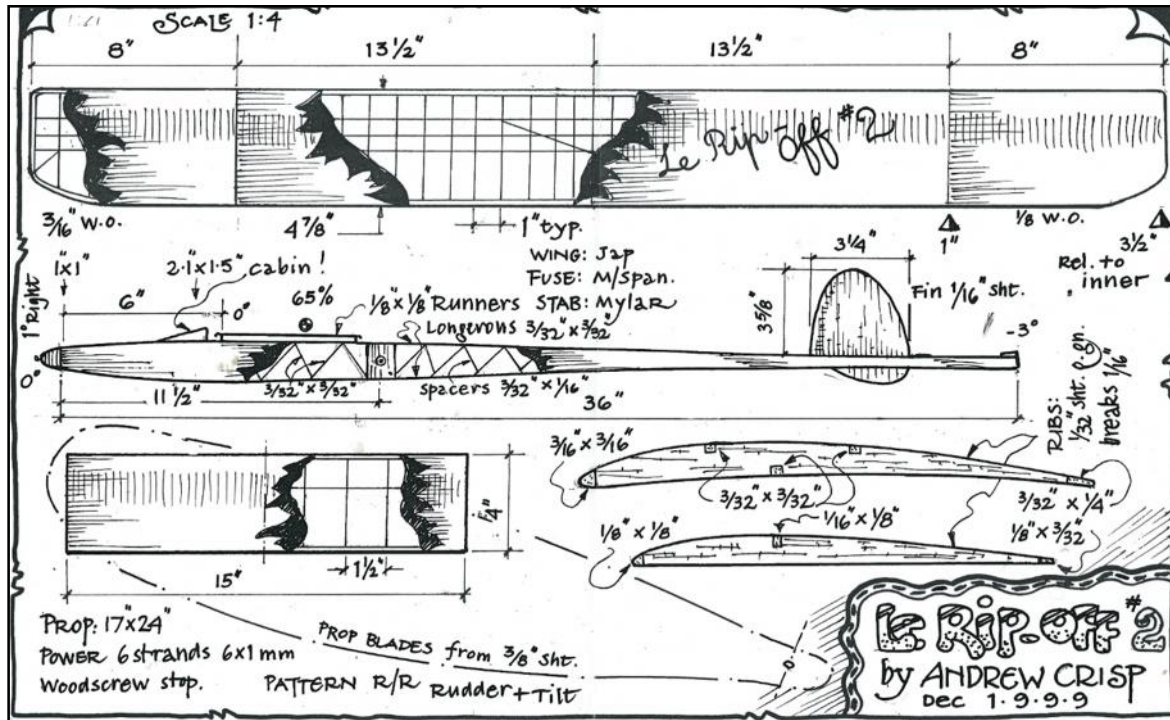 SCALE 1:4
8" 13½" 13½" 8"
Le Rip-off #2
3/16" W.O. 4⅞" 1" typ. 1" 1/8 W.O. 3½"
Rel. to
inner
WING: Jap
FUSE: M/span.
STAB: Mylar
1°Right
1"x1" 2·1x1·5" cabin!
6" 0° 65% 1/8"x1/8" Runners
Longerons 3/32"x3/32"
3⅝" 3¼"
Fin 1/16" sht.
-3°
0°
11½" 3/32"x3/32" spacers 3/32"x1/16"
36"
RIBS:
1/32" sht. @ gn.
breaks 1/16"
3/16"x3/16"
3/32"x3/32" 3/32"x1/4"
1/8"x1/8" 1/16"x1/8" 1/8"x3/32"
4"
1½"
15"
PROP: 17"x24"
POWER 6 strands 6x1mm
Woodscrew stop.
PROP BLADES from 3/8" sht.
PATTERN R/R Rudder+Tilt
Le Rip-off #2
by ANDREW CRISP
DEC 1·9·9·9